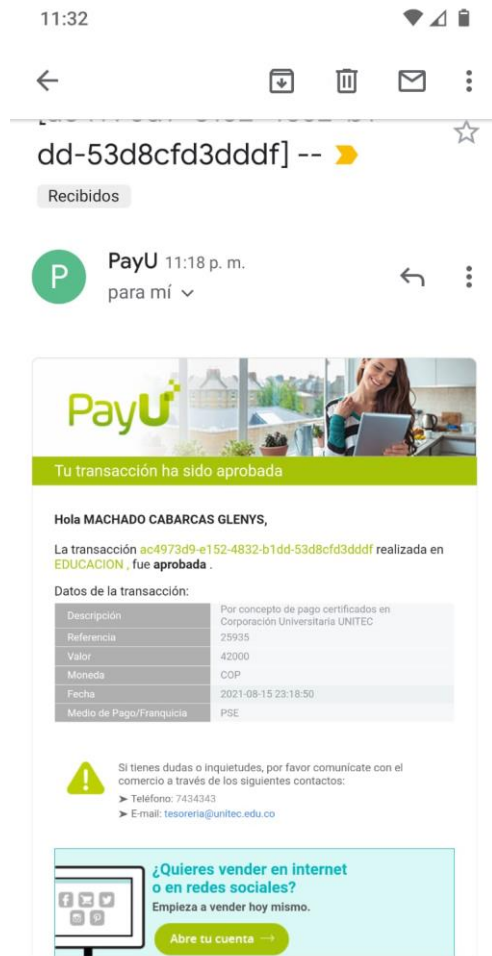 11:32
dd-53d8cfd3dddf] --
Recibidos
P
PayU 11:18 p. m.
para mí
PayU
Tu transacción ha sido aprobada
Hola MACHADO CABARCAS GLENYS,
La transacción ac4973d9-e152-4832-b1dd-53d8cfd3dddf realizada en
EDUCACION , fue aprobada .
Datos de la transacción:
Descripción Por concepto de pago certificados en
Corporación Universitaria UNITEC
Referencia 25935
Valor 42000
Moneda COP
Fecha 2021-08-15 23:18:50
Medio de Pago/Franquicia PSE
Si tienes dudas o inquietudes, por favor comunícate con el
comercio a través de los siguientes contactos:
➤ Teléfono: 7434343
➤ E-mail: tesoreria@unitec.edu.co
¿Quieres vender en internet
o en redes sociales?
Empieza a vender hoy mismo.
Abre tu cuenta →